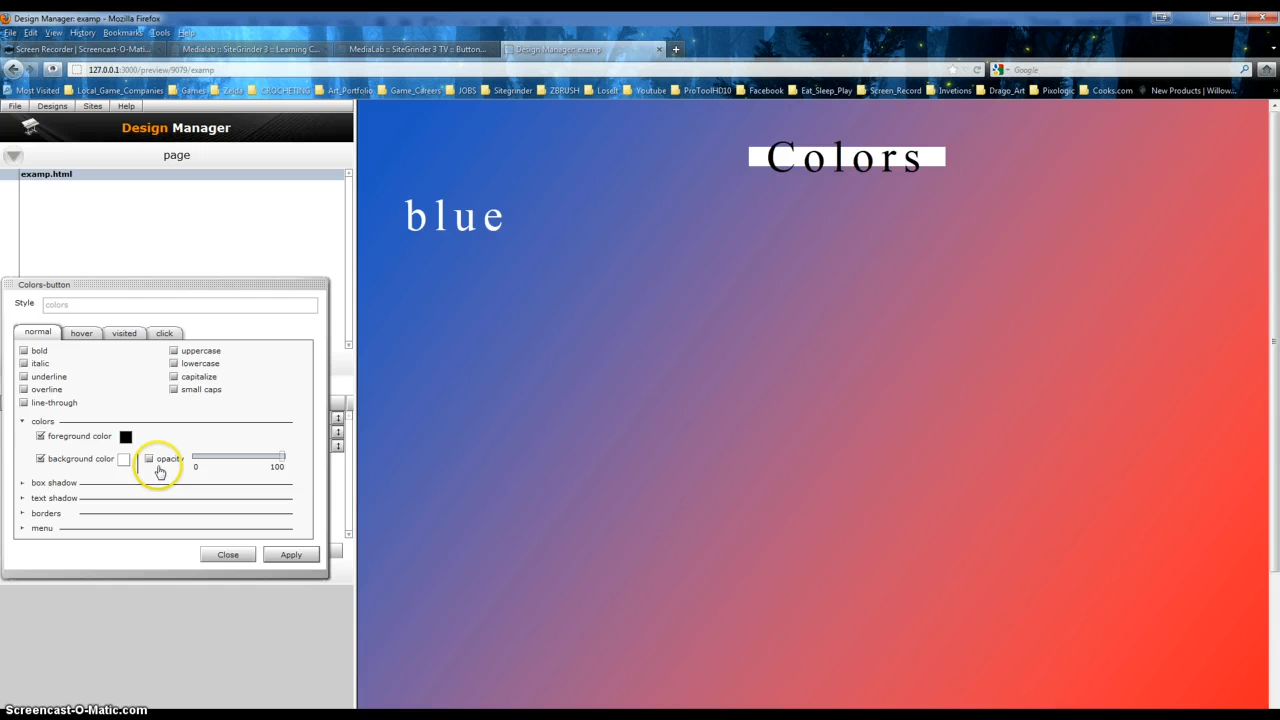 Design Manager: examp - Mozilla Firefox
File Edit View History Bookmarks Tools Help
Screen Recorder | Screencast-O-Mati... MediaLab :: SiteGrinder 3 :: Learning C... MediaLab :: SiteGrinder 3 TV :: Button... Design Manager: examp
127.0.0.1:3000/preview/9079/examp Google
Most Visited Local_Game_Companies Games Zelda CROCHETING Art_Portfolio Game_Careers JOBS Sitegrinder ZBRUSH LoseIt Youtube ProToolHD10 Facebook Eat_Sleep_Play Screen_Record Invetions Drago_Art Pixologic Cooks.com New Products | Willow...
File Designs Sites Help
Design Manager
page
examp.html
Colors
blue
Colors-button
Style colors
normal hover visited click
bold uppercase
italic lowercase
underline capitalize
overline small caps
line-through
colors
foreground color
background color opacity
0 100
box shadow
text shadow
borders
menu
Close Apply
Screencast-O-Matic.com